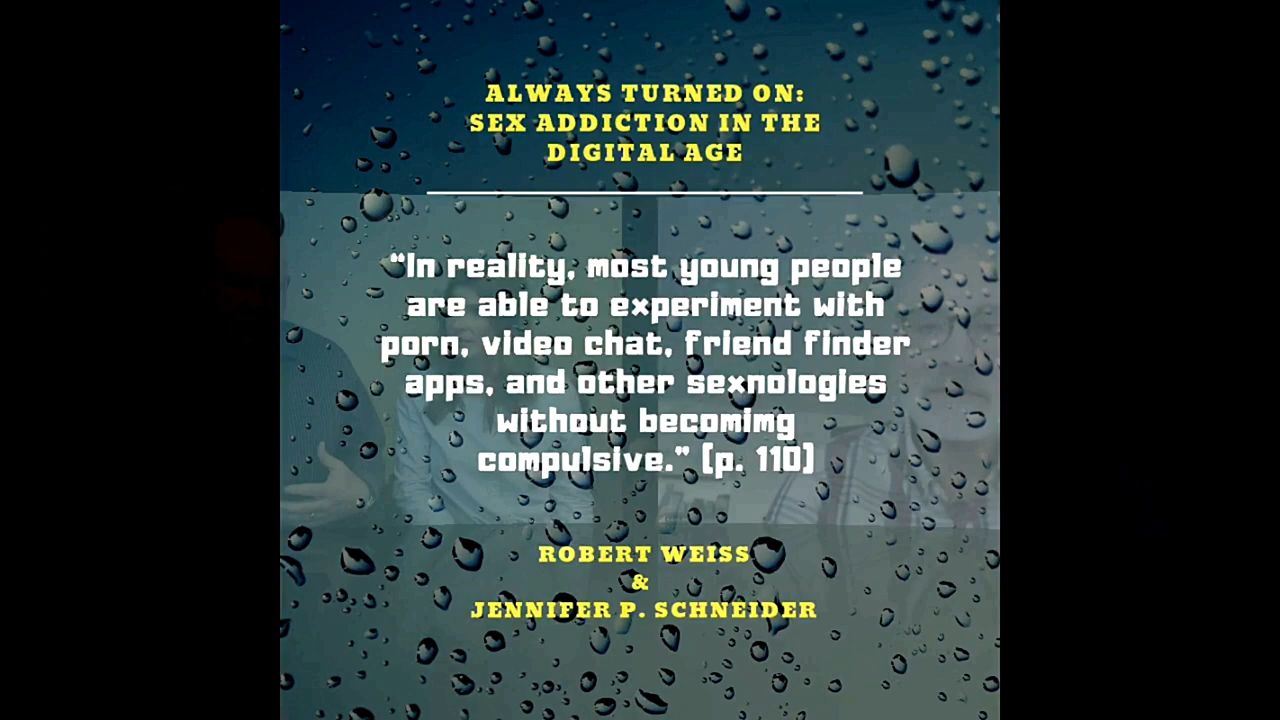 ALWAYS TURNED ON:
SEX ADDICTION IN THE
DIGITAL AGE
“In reality, most young people
are able to experiment with
porn, video chat, friend finder
apps, and other sexnologies
without becomimg
compulsive.” (p. 110)
ROBERT WEISS
&
JENNIFER P. SCHNEIDER